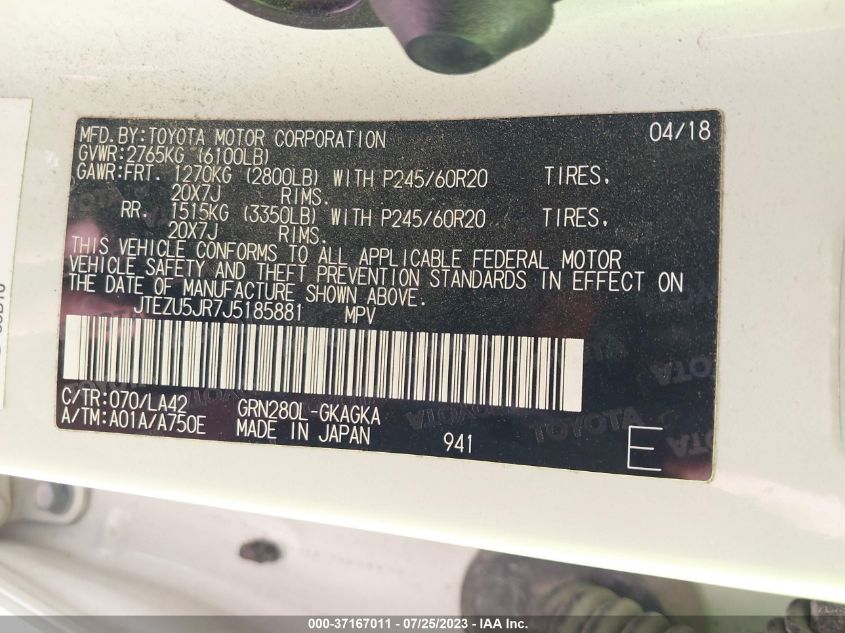 MFD. BY: TOYOTA MOTOR CORPORATION 04/18
GVWR: 2765KG (6100LB)
GAWR: FRT. 1270KG (2800LB) WITH P245/60R20 TIRES,
20X7J RIMS.
RR. 1515KG (3350LB) WITH P245/60R20 TIRES,
20X7J RIMS.
THIS VEHICLE CONFORMS TO ALL APPLICABLE FEDERAL MOTOR
VEHICLE SAFETY AND THEFT PREVENTION STANDARDS IN EFFECT ON
THE DATE OF MANUFACTURE SHOWN ABOVE.
JTEZU5JR7J5185881 MPV
C/TR: 070/LA42 GRN280L-GKAGKA
A/TM: A01A/A750E MADE IN JAPAN 941 E
TOYOTA
000-37167011 - 07/25/2023 - IAA Inc.